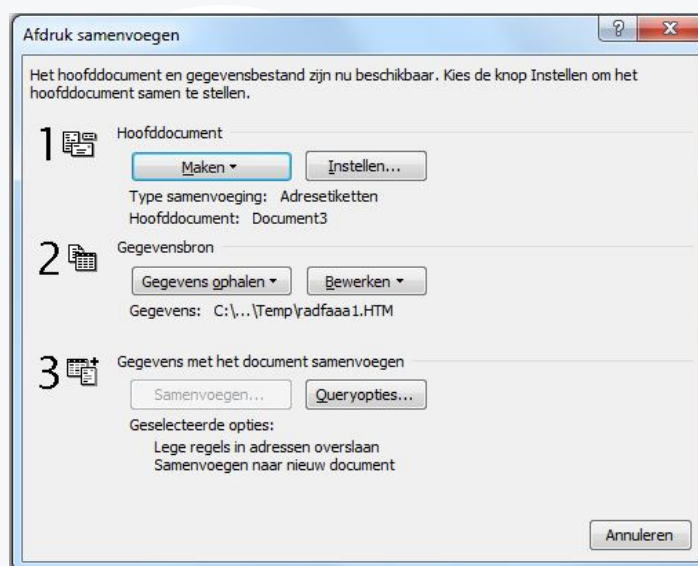 Afdruk samenvoegen
Het hoofddocument en gegevensbestand zijn nu beschikbaar. Kies de knop Instellen om het
hoofddocument samen te stellen.
1
Hoofddocument
Maken
Instellen...
Type samenvoeging: Adresetiketten
Hoofddocument: Document3
2
Gegevensbron
Gegevens ophalen
Bewerken
Gegevens: C:\...\Temp\radfaaa1.HTM
3
Gegevens met het document samenvoegen
Samenvoegen...
Queryopties...
Geselecteerde opties:
Lege regels in adressen overslaan
Samenvoegen naar nieuw document
Annuleren